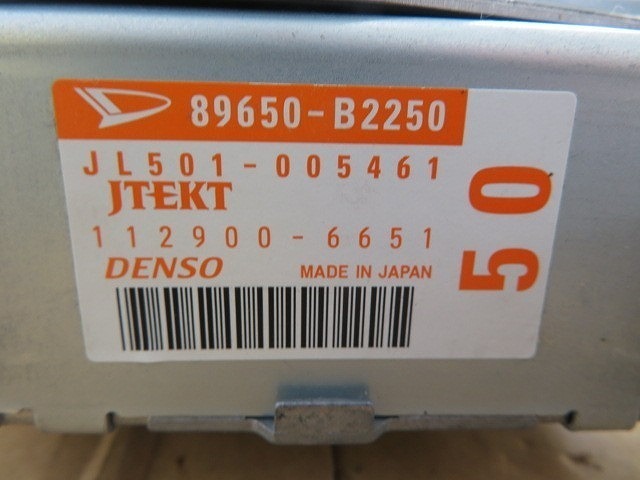 89650-B2250
JL501-005461
JTEKT
112900-6651
DENSO MADE IN JAPAN
50